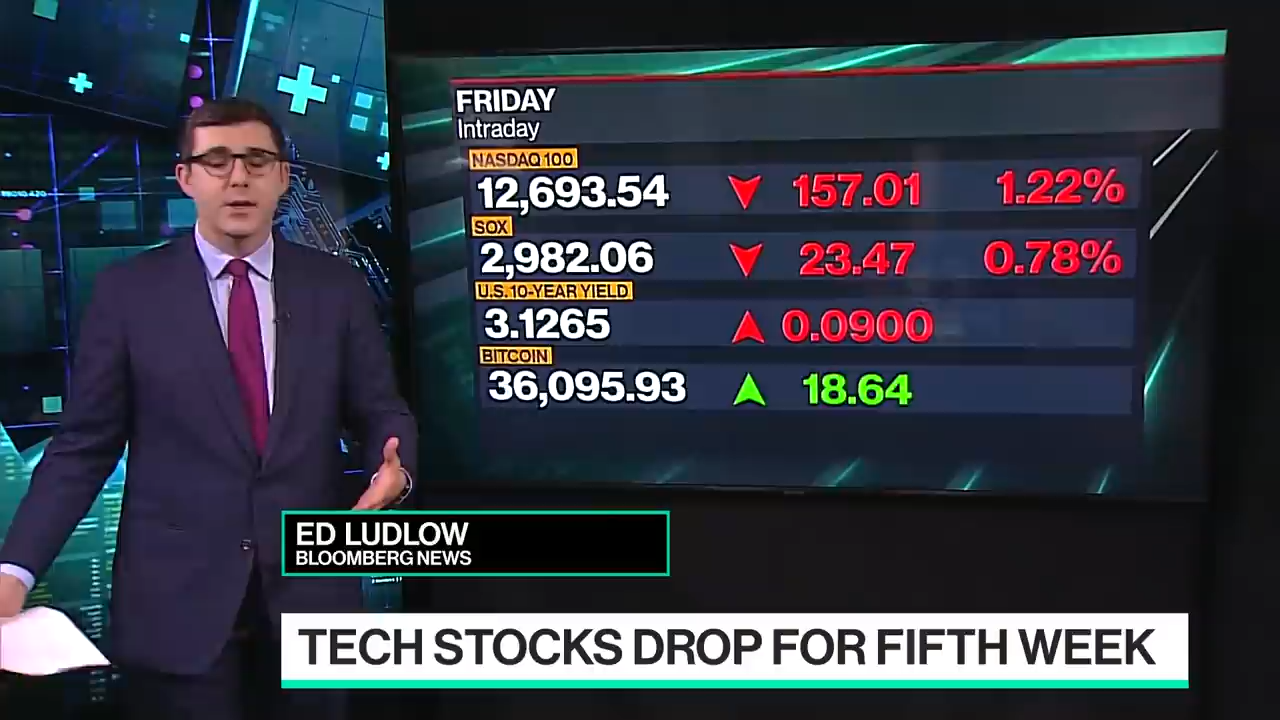 FRIDAY
Intraday
NASDAQ 100
12,693.54 ▼ 157.01 1.22%
SOX
2,982.06 ▼ 23.47 0.78%
U.S. 10-YEAR YIELD
3.1265 ▲ 0.0900
BITCOIN
36,095.93 ▲ 18.64
ED LUDLOW
BLOOMBERG NEWS
TECH STOCKS DROP FOR FIFTH WEEK